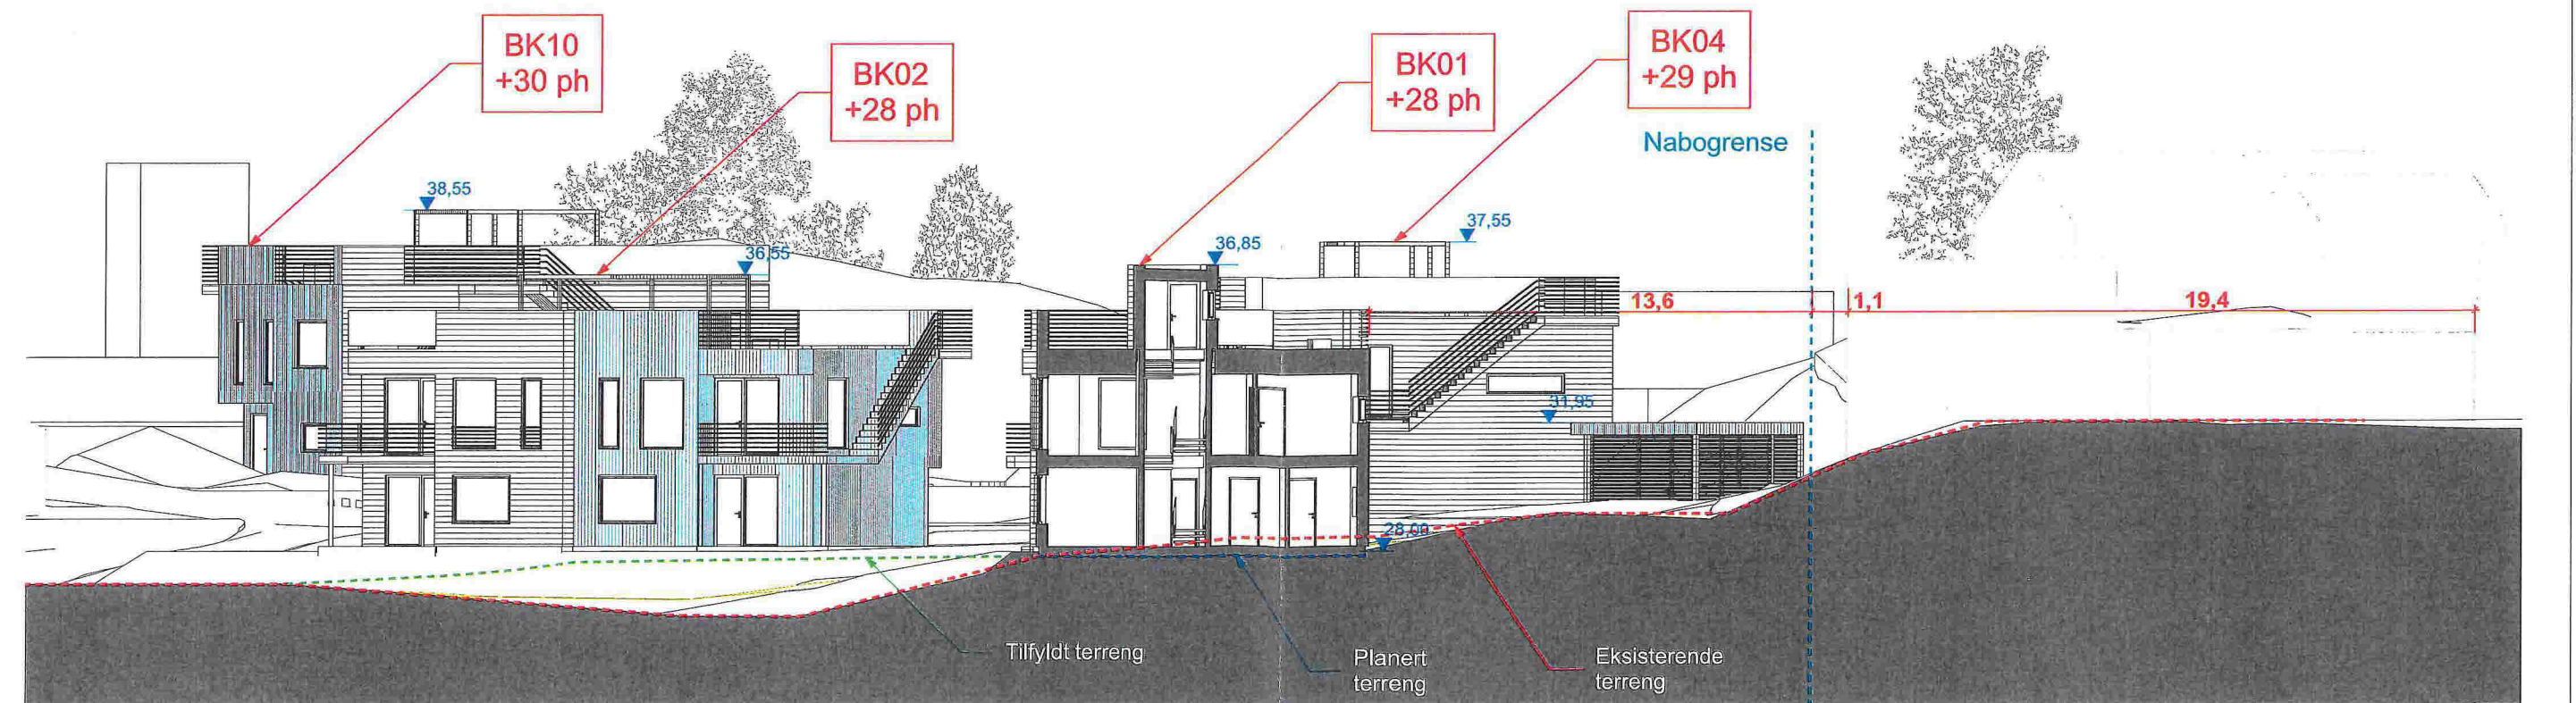 BK10
+30 ph
BK02
+28 ph
BK01
+28 ph
BK04
+29 ph
Nabogrense
38,55
36,55
36,85
37,55
13,6
1,1
19,4
31,95
28,00
Tilfyldt terreng
Planert
terreng
Eksisterende
terreng